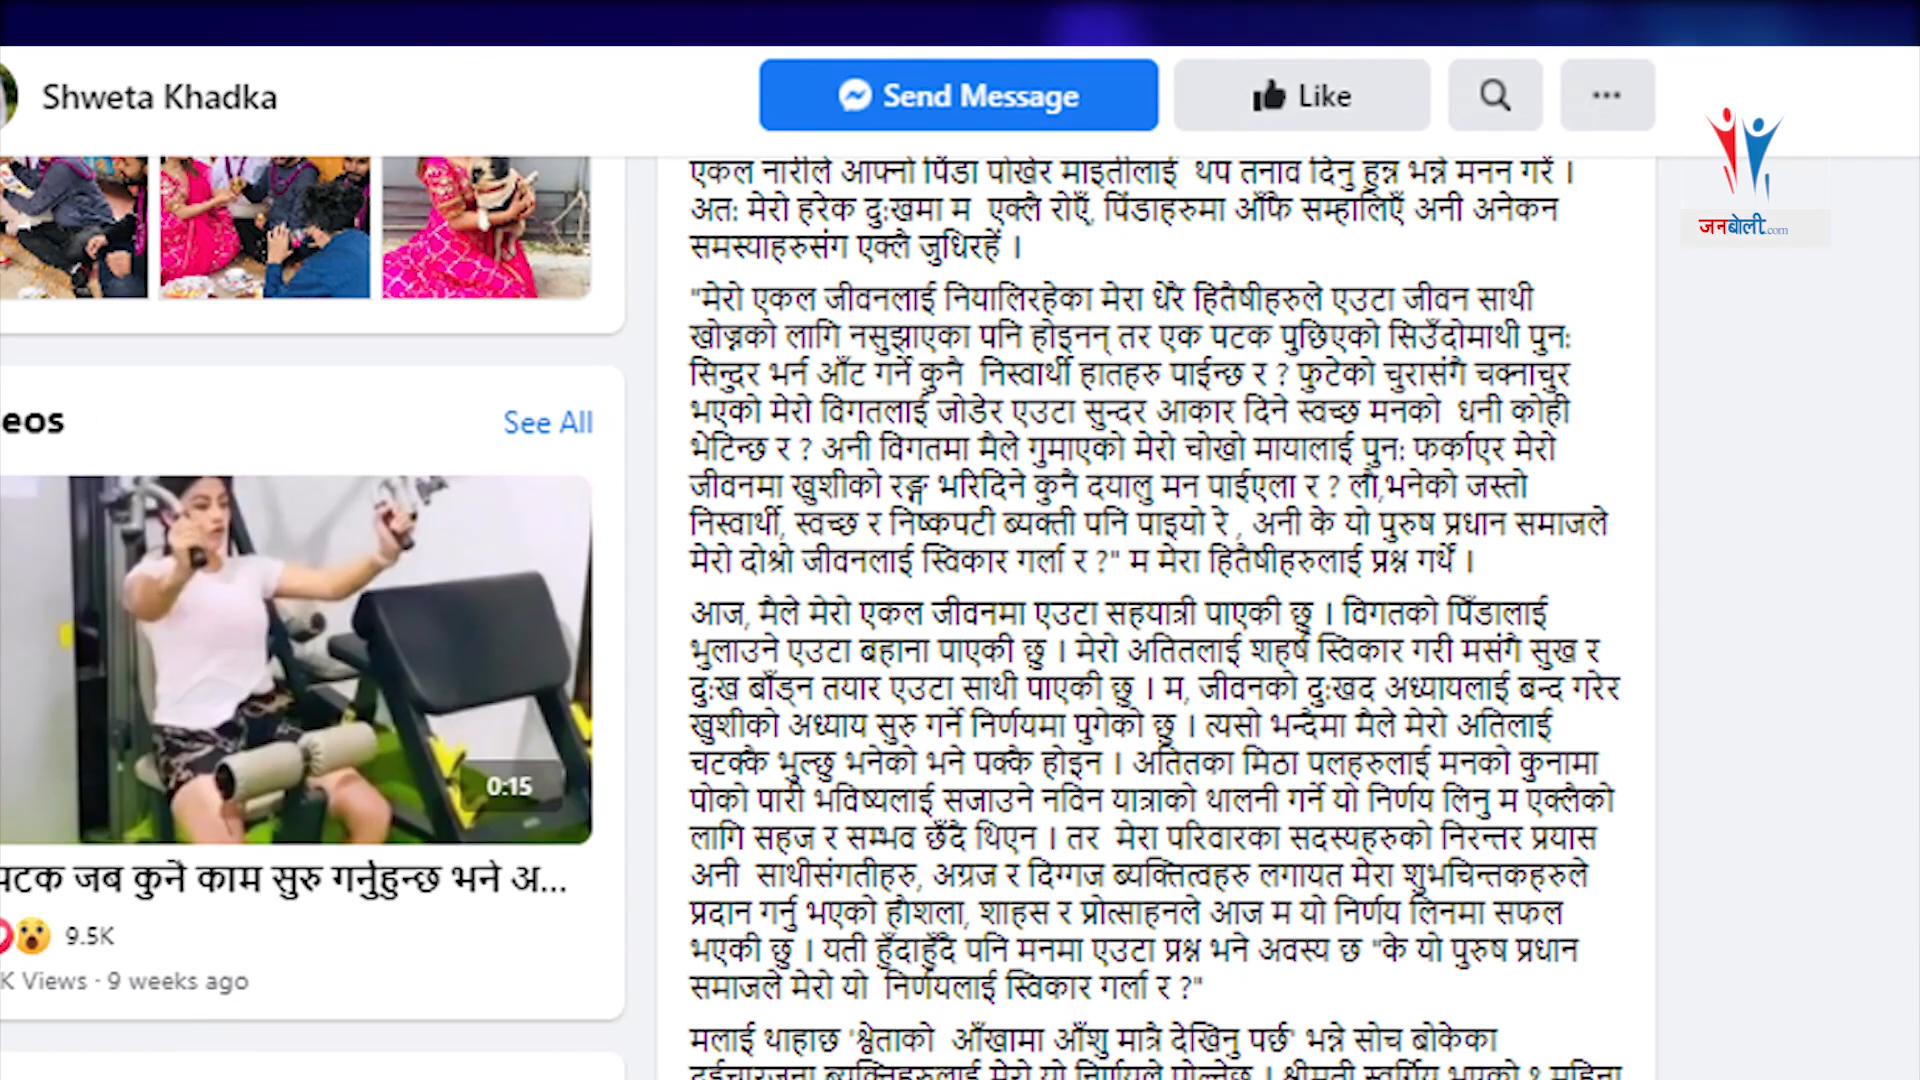 Shweta Khadka
Send Message
Like
जनबोली.com
एकल नारीले आफ्नो पिंडा पोखेर माइतीलाई थप तनाव दिनु हुन्न भन्ने मनन गरें ।
अत: मेरो हरेक दुःखमा म एक्लै रोएँ, पिंडाहरुमा आँफै सम्हालिएँ अनी अनेकन
समस्याहरुसंग एक्लै जुधिरहें ।
"मेरो एकल जीवनलाई नियालिरहेका मेरा धेरै हितैषीहरुले एउटा जीवन साथी
खोज्नको लागि नसुझाएका पनि होइनन् तर एक पटक पुछिएको सिउँदोमाथी पुन:
सिन्दुर भर्न आँट गर्ने कुनै निस्वार्थी हातहरु पाईन्छ र ? फुटेको चुरासंगै चक्नाचुर
भएको मेरो विगतलाई जोडेर एउटा सुन्दर आकार दिने स्वच्छ मनको धनी कोही
भेटिन्छ र ? अनी विगतमा मैले गुमाएको मेरो चोखो मायालाई पुन: फर्काएर मेरो
जीवनमा खुशीको रङ्ग भरिदिने कुनै दयालु मन पाईएला र ? लौ,भनेको जस्तो
निस्वार्थी, स्वच्छ र निष्कपटी ब्यक्ती पनि पाइयो रे , अनी के यो पुरुष प्रधान समाजले
मेरो दोश्रो जीवनलाई स्विकार गर्ला र ?" म मेरा हितैषीहरुलाई प्रश्न गर्थें ।
आज, मैले मेरो एकल जीवनमा एउटा सहयात्री पाएकी छु । विगतको पिँडालाई
भुलाउने एउटा बहाना पाएकी छु । मेरो अतितलाई शहर्ष स्विकार गरी मसंगै सुख र
दुःख बाँड्न तयार एउटा साथी पाएकी छु । म, जीवनको दुःखद अध्यायलाई बन्द गरेर
खुशीको अध्याय सुरु गर्ने निर्णयमा पुगेको छु । त्यसो भन्दैमा मैले मेरो अतिलाई
चटक्कै भुल्छु भनेको भने पक्कै होइन । अतितका मिठा पलहरुलाई मनको कुनामा
पोको पारी भविष्यलाई सजाउने नविन यात्राको थालनी गर्ने यो निर्णय लिनु म एक्लैको
लागि सहज र सम्भव छँदै थिएन । तर मेरा परिवारका सदस्यहरुको निरन्तर प्रयास
अनी साथीसंगतीहरु, अग्रज र दिग्गज ब्यक्तित्वहरु लगायत मेरा शुभचिन्तकहरुले
प्रदान गर्नु भएको हौशला, शाहस र प्रोत्साहनले आज म यो निर्णय लिनमा सफल
भएकी छु । यती हुँदाहुँदै पनि मनमा एउटा प्रश्न भने अवस्य छ "के यो पुरुष प्रधान
समाजले मेरो यो निर्णयलाई स्विकार गर्ला र ?"
मलाई थाहाछ 'श्वेताको आँखामा आँशु मात्रै देखिनु पर्छ' भन्ने सोच बोकेका
दुईचारजना ब्यक्तिहरुलाई मेरो यो निर्णयले पोल्नेछ । श्रीमती स्वर्गिय भएको १ महिना
eos
See All
0:15
पटक जब कुनै काम सुरु गर्नुहुन्छ भने अ...
9.5K
K Views · 9 weeks ago